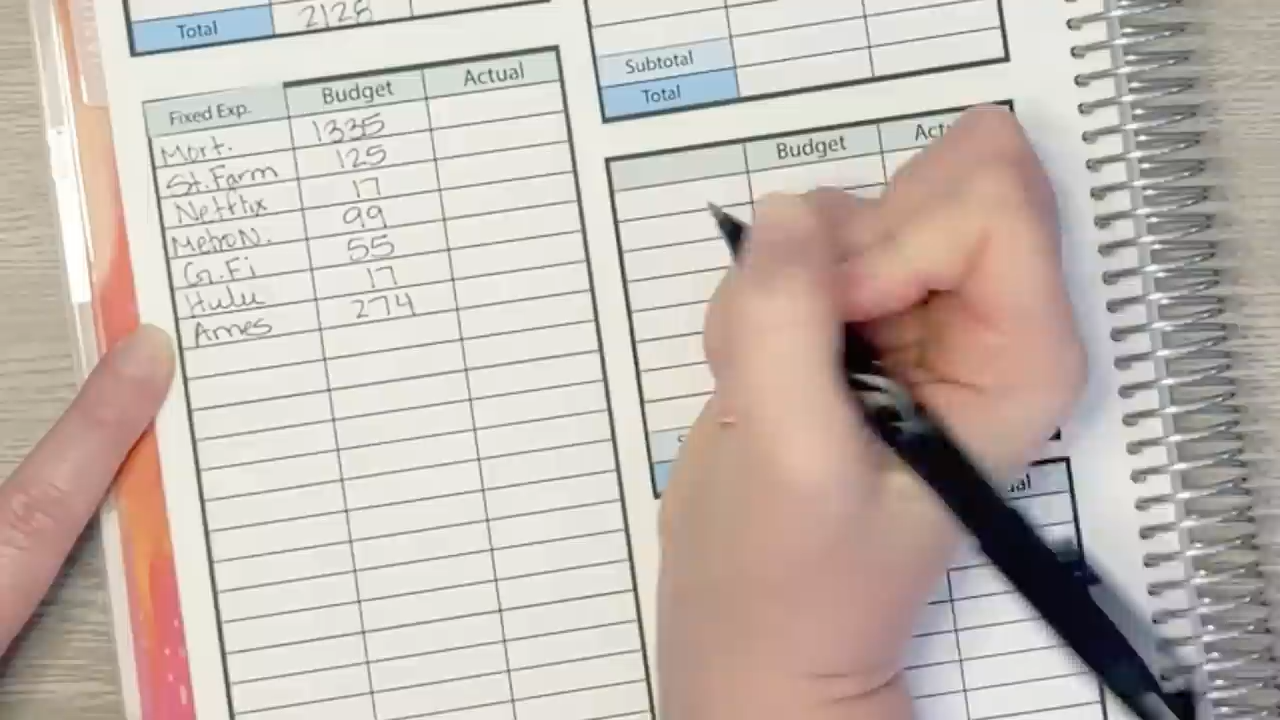 Total 2128
Fixed Exp. Budget Actual
Mort. 1335
St.Farm 125
Netflix 17
MetroN. 99
G.Fi 55
Hulu 17
Ames 274
Subtotal
Total
Budget